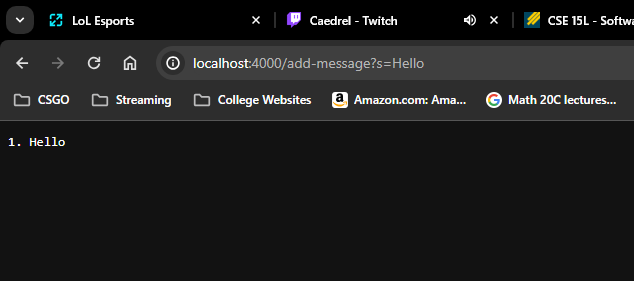 LoL Esports Caedrel - Twitch CSE 15L - Softwa
localhost:4000/add-message?s=Hello
CSGO Streaming College Websites Amazon.com: Ama... Math 20C lectures...
1. Hello